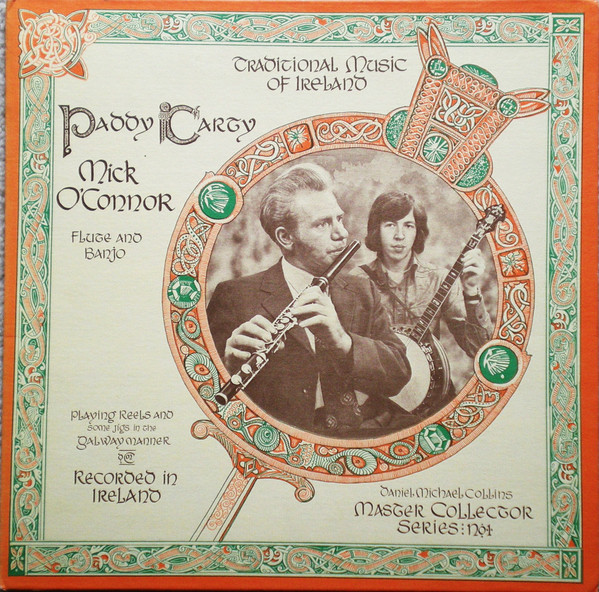 Traditional Music
of Ireland
Paddy Carty
Mick
O'Connor
Flute and
Banjo
Playing Reels and
some Jigs in the
Galway manner
Recorded in
Ireland
Daniel Michael Collins
Master Collector
Series: No4